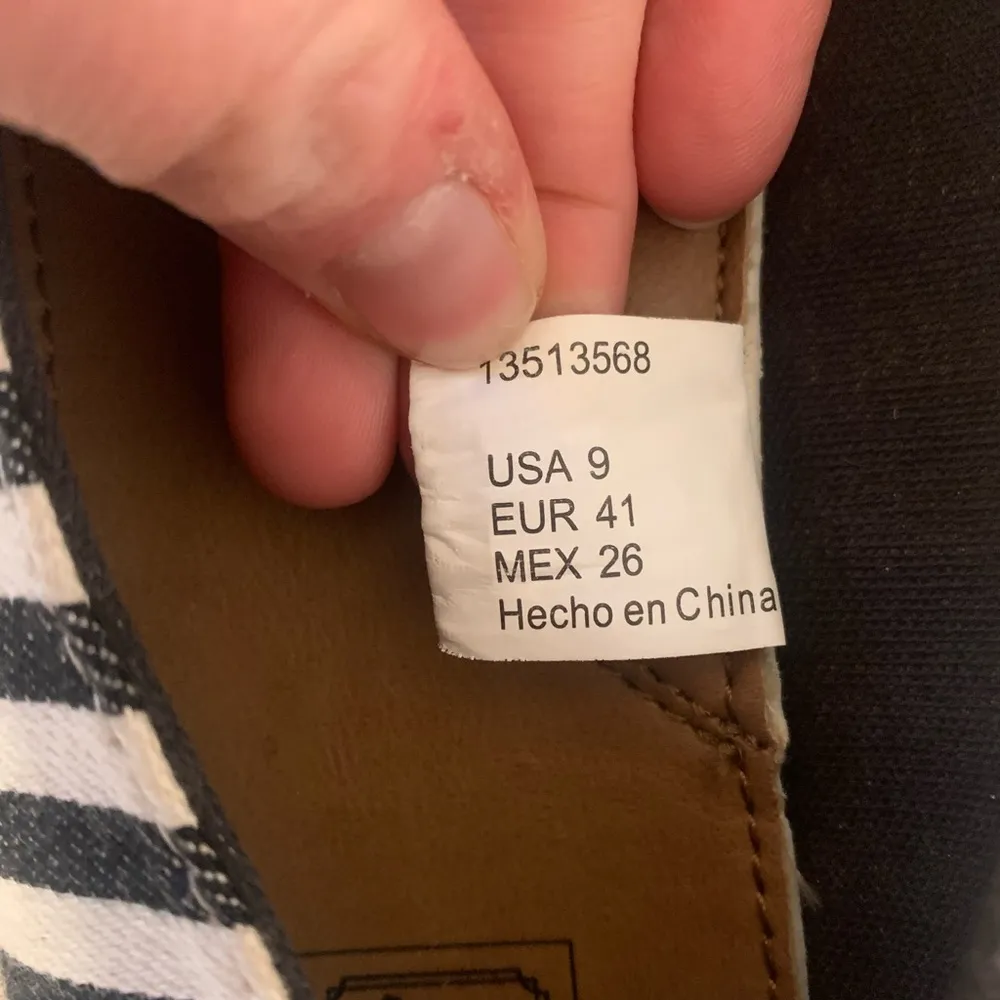 13513568
USA 9
EUR 41
MEX 26
Hecho en China